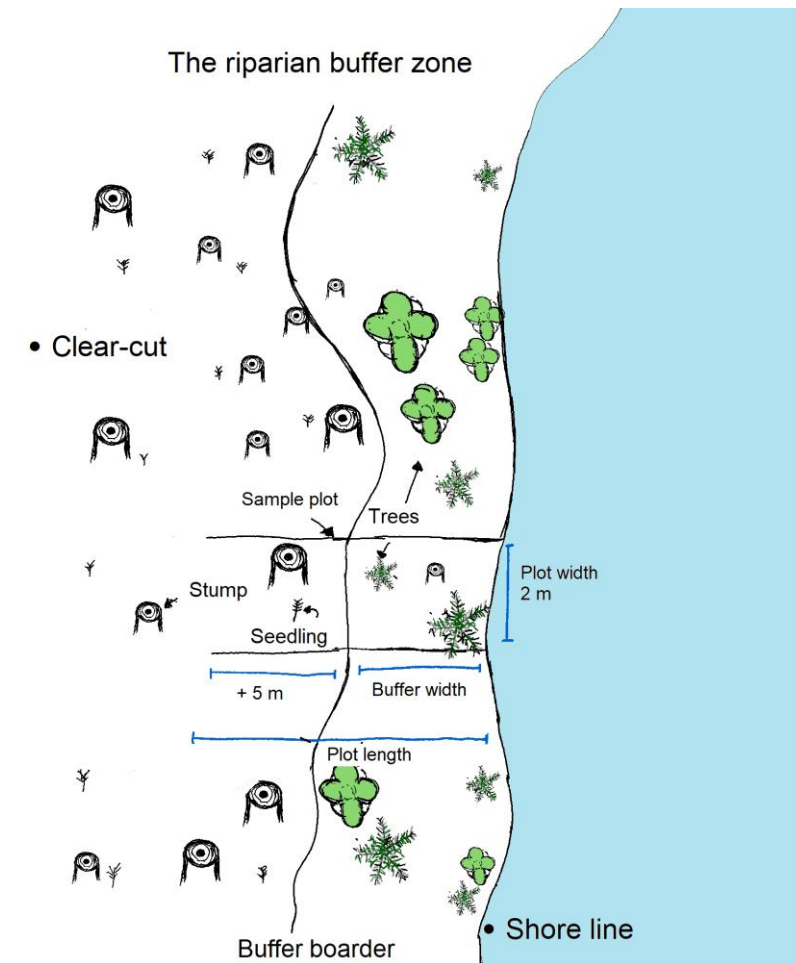 The riparian buffer zone
• Clear-cut
Sample plot
Trees
Plot width
2 m
Stump
Seedling
+ 5 m
Buffer width
Plot length
• Shore line
Buffer boarder